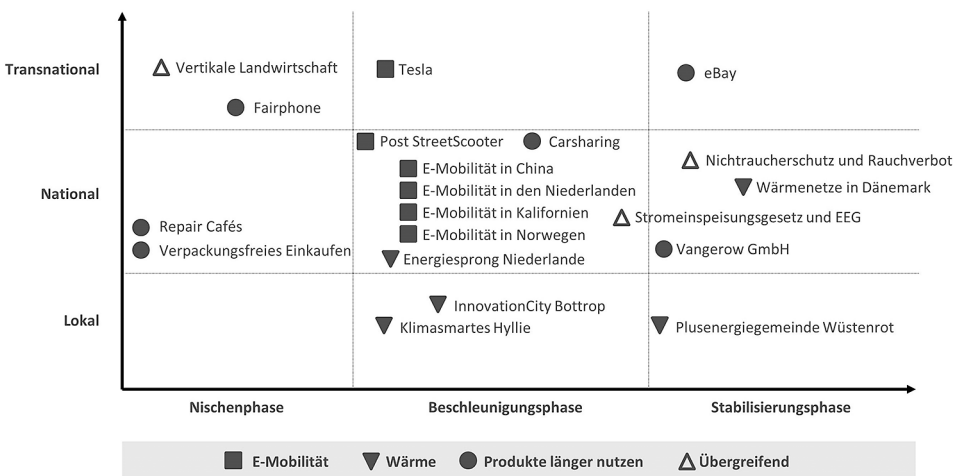 Transnational
Vertikale Landwirtschaft
Tesla
eBay
Fairphone
Post StreetScooter
Carsharing
E-Mobilität in China
Nichtraucherschutz und Rauchverbot
National
E-Mobilität in den Niederlanden
Wärmenetze in Dänemark
E-Mobilität in Kalifornien
Stromeinspeisungsgesetz und EEG
Repair Cafés
E-Mobilität in Norwegen
Verpackungsfreies Einkaufen
Vangerow GmbH
Energiesprong Niederlande
InnovationCity Bottrop
Lokal
Klimasmartes Hyllie
Plusenergiegemeinde Wüstenrot
Nischenphase
Beschleunigungsphase
Stabilisierungsphase
E-Mobilität
Wärme
Produkte länger nutzen
Übergreifend